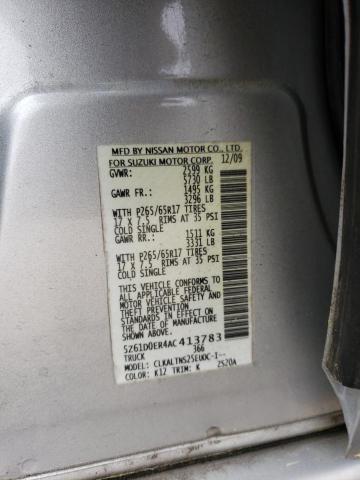 MFD BY NISSAN MOTOR CO., LTD.
FOR SUZUKI MOTOR CORP. 12/09
GVWR: 2599 KG
5730 LB
GAWR FR: 1495 KG
3296 LB
WITH P265/65R17 TIRES
17 X 7.5 RIMS AT 35 PSI
COLD SINGLE
GAWR RR: 1511 KG
3331 LB
WITH P265/65R17 TIRES
17 X 7.5 RIMS AT 35 PSI
COLD SINGLE
THIS VEHICLE CONFORMS TO ALL
APPLICABLE U.S. FEDERAL
MOTOR VEHICLE SAFETY AND
THEFT PREVENTION
STANDARDS IN EFFECT
ON THE DATE OF MANU-
FACTURE SHOWN ABOVE.
5Z61D0ER4AC413783
TRUCK 366
MODEL: CLKALTNS25EUOC-I--
COLOR: K12 TRIM: K 2520A